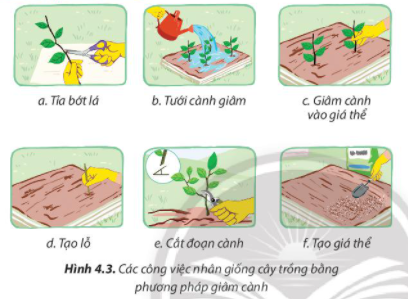 a. Tỉa bớt lá
b. Tưới cành giâm
c. Giâm cành
vào giá thể
d. Tạo lỗ
e. Cắt đoạn cành
f. Tạo giá thể
Hình 4.3. Các công việc nhân giống cây trồng bằng
phương pháp giâm cành